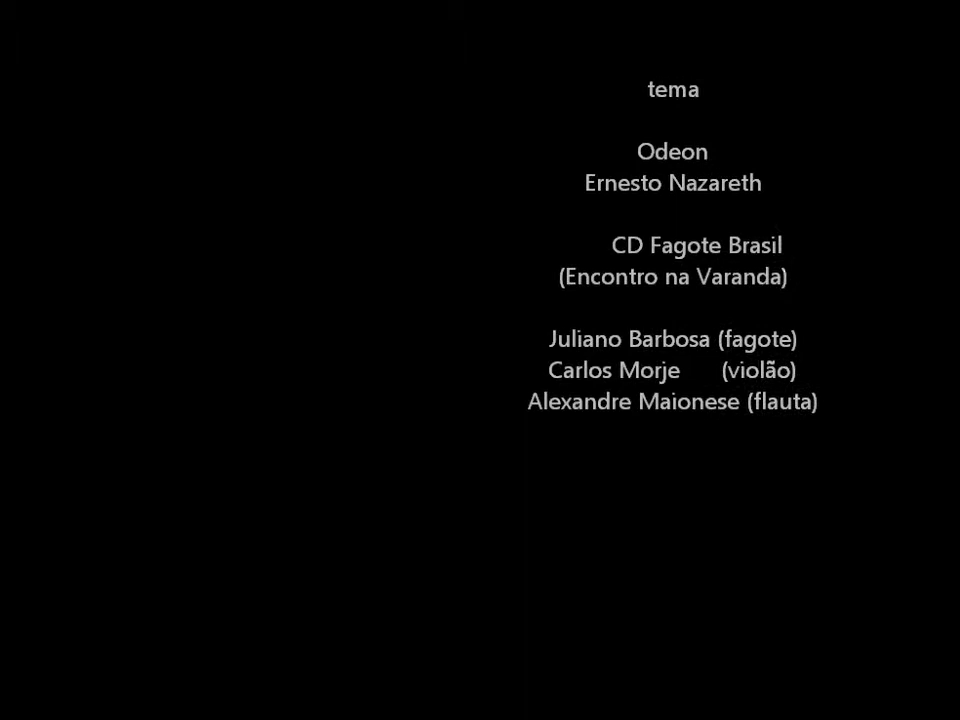 tema
Odeon
Ernesto Nazareth
CD Fagote Brasil
(Encontro na Varanda)
Juliano Barbosa (fagote)
Carlos Morje (violão)
Alexandre Maionese (flauta)